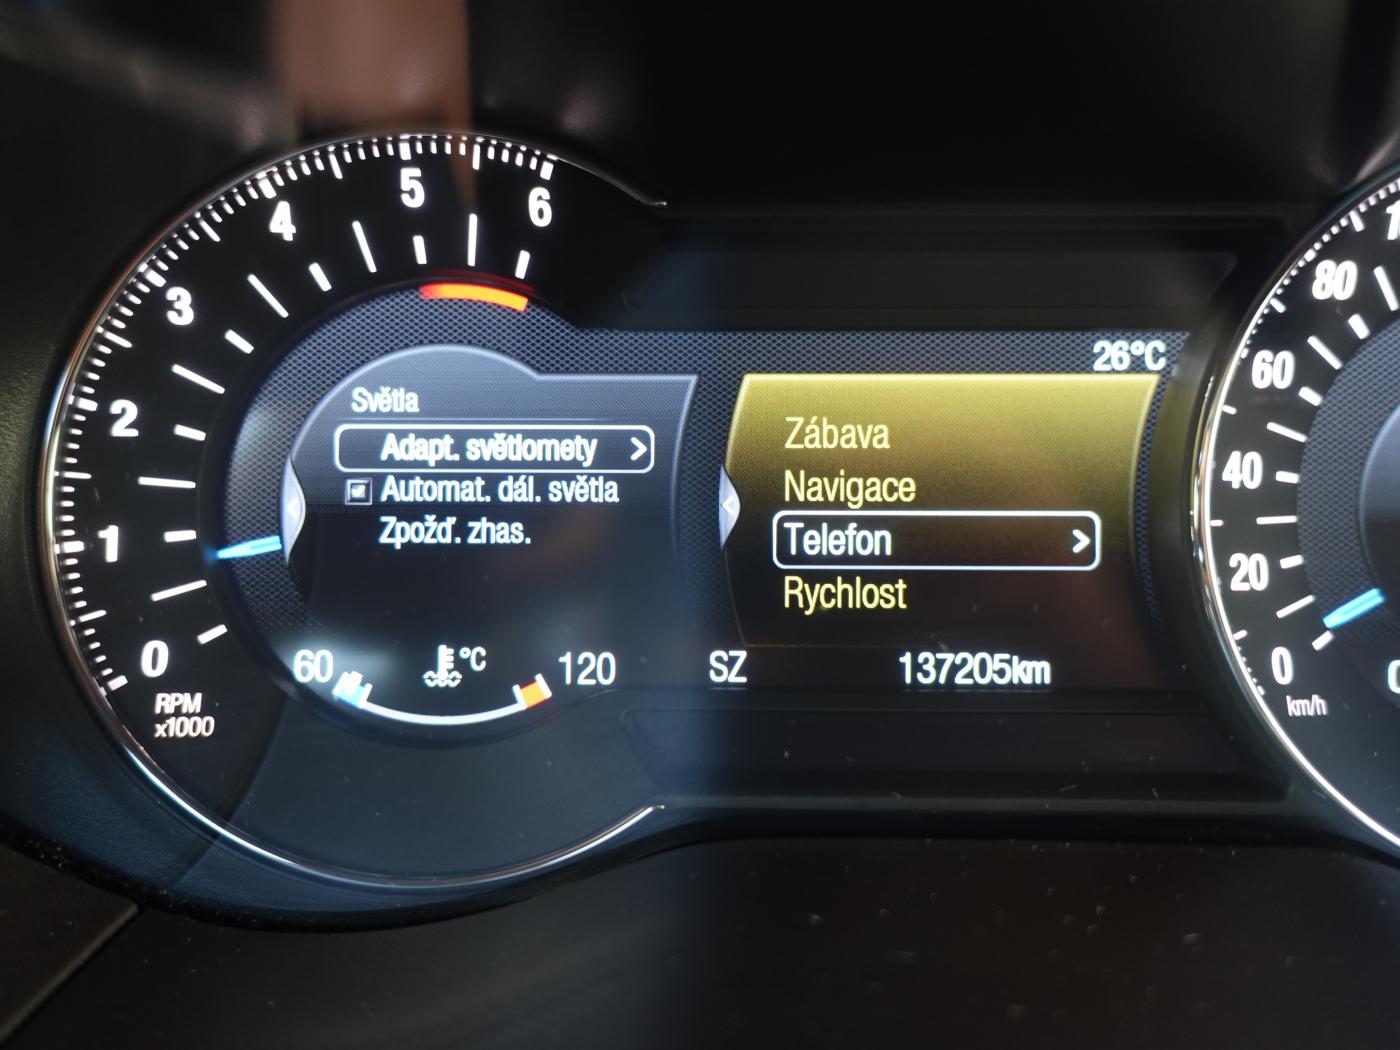 6
5
4
3
2
1
0
RPM
x1000
Světla
Adapt. světlomety
Automat. dál. světla
Zpožď. zhas.
60
°C
120
26°C
Zábava
Navigace
Telefon
Rychlost
SZ
137205km
80
60
40
20
0
km/h